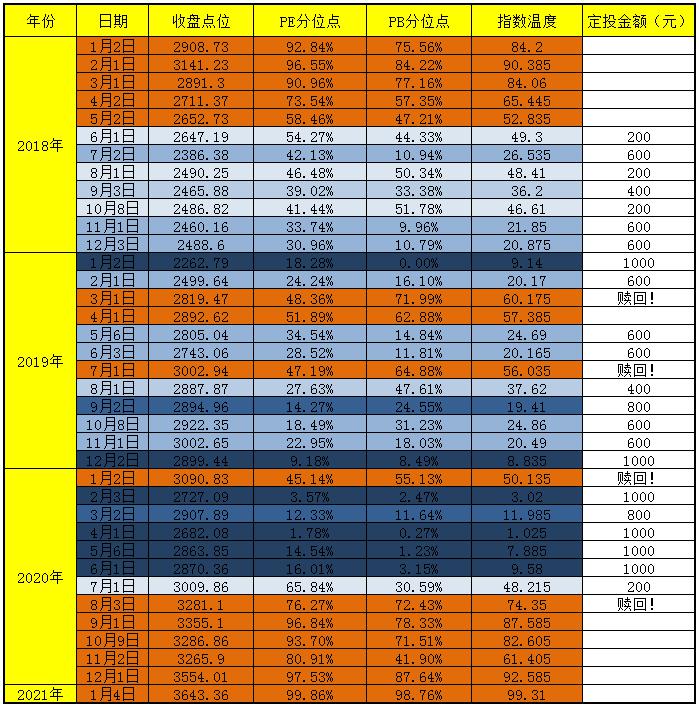 年份 日期 收盘点位 PE分位点 PB分位点 指数温度 定投金额（元）
1月2日 2908.73 92.84% 75.56% 84.2
2月1日 3141.23 96.55% 84.22% 90.385
3月1日 2891.3 90.96% 77.16% 84.06
4月2日 2711.37 73.54% 57.35% 65.445
5月2日 2652.73 58.46% 47.21% 52.835
6月1日 2647.19 54.27% 44.33% 49.3 200
2018年 7月2日 2386.38 42.13% 10.94% 26.535 600
8月1日 2490.25 46.48% 50.34% 48.41 200
9月3日 2465.88 39.02% 33.38% 36.2 400
10月8日 2486.82 41.44% 51.78% 46.61 200
11月1日 2460.16 33.74% 9.96% 21.85 600
12月3日 2488.6 30.96% 10.79% 20.875 600
1月2日 2262.79 18.28% 0.00% 9.14 1000
2月1日 2499.64 24.24% 16.10% 20.17 600
3月1日 2819.47 48.36% 71.99% 60.175 赎回！
4月1日 2892.62 51.89% 62.88% 57.385
5月6日 2805.04 34.54% 14.84% 24.69 600
2019年 6月3日 2743.06 28.52% 11.81% 20.165 600
7月1日 3002.94 47.19% 64.88% 56.035 赎回！
8月1日 2887.87 27.63% 47.61% 37.62 400
9月2日 2894.96 14.27% 24.55% 19.41 800
10月8日 2922.35 18.49% 31.23% 24.86 600
11月1日 3002.65 22.95% 18.03% 20.49 600
12月2日 2899.44 9.18% 8.49% 8.835 1000
1月2日 3090.83 45.14% 55.13% 50.135 赎回！
2月3日 2727.09 3.57% 2.47% 3.02 1000
3月2日 2907.89 12.33% 11.64% 11.985 800
4月1日 2682.08 1.78% 0.27% 1.025 1000
5月6日 2863.85 14.54% 1.23% 7.885 1000
2020年 6月1日 2870.36 16.01% 3.15% 9.58 1000
7月1日 3009.86 65.84% 30.59% 48.215 200
8月3日 3281.1 76.27% 72.43% 74.35 赎回！
9月1日 3355.1 96.84% 78.33% 87.585
10月9日 3286.86 93.70% 71.51% 82.605
11月2日 3265.9 80.91% 41.90% 61.405
12月1日 3554.01 97.53% 87.64% 92.585
2021年 1月4日 3643.36 99.86% 98.76% 99.31